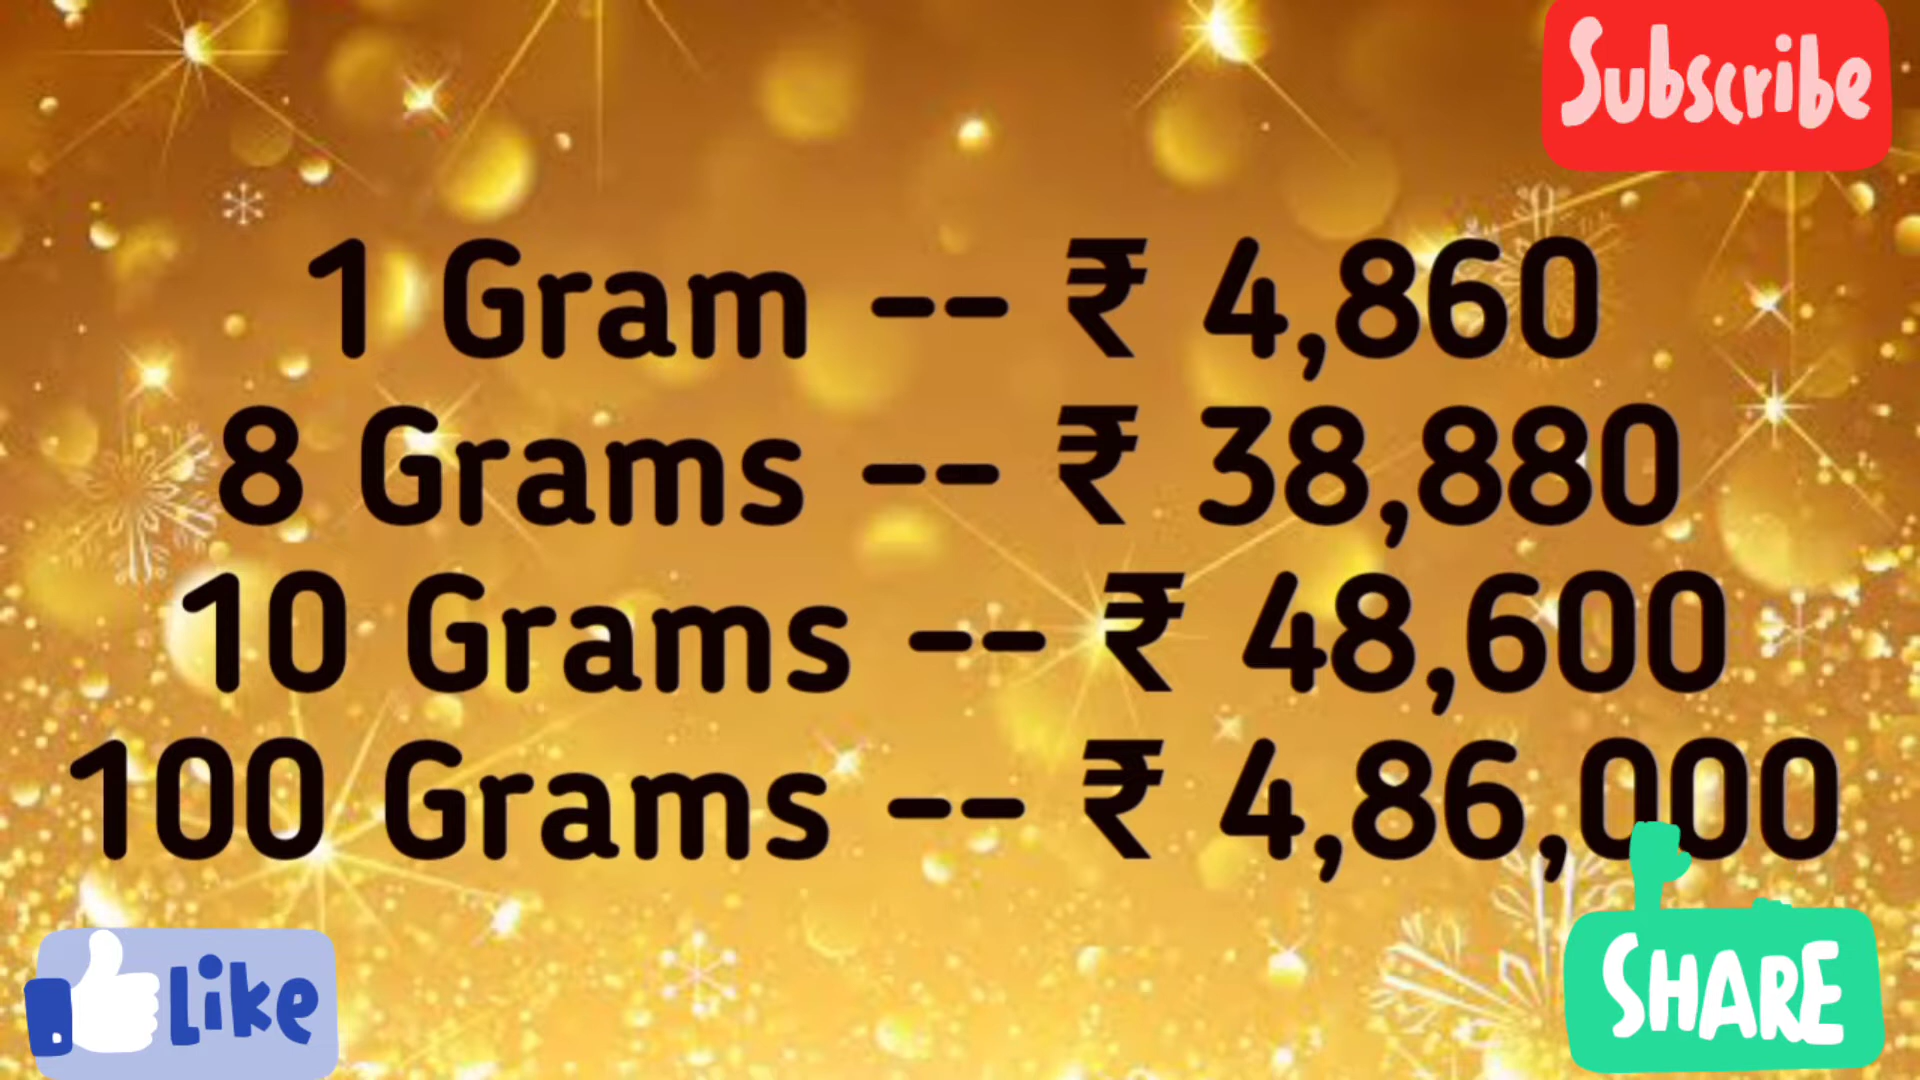 Subscribe
1 Gram -- ₹ 4,860
8 Grams -- ₹ 38,880
10 Grams -- ₹ 48,600
100 Grams -- ₹ 4,86,000
Like
SHARE